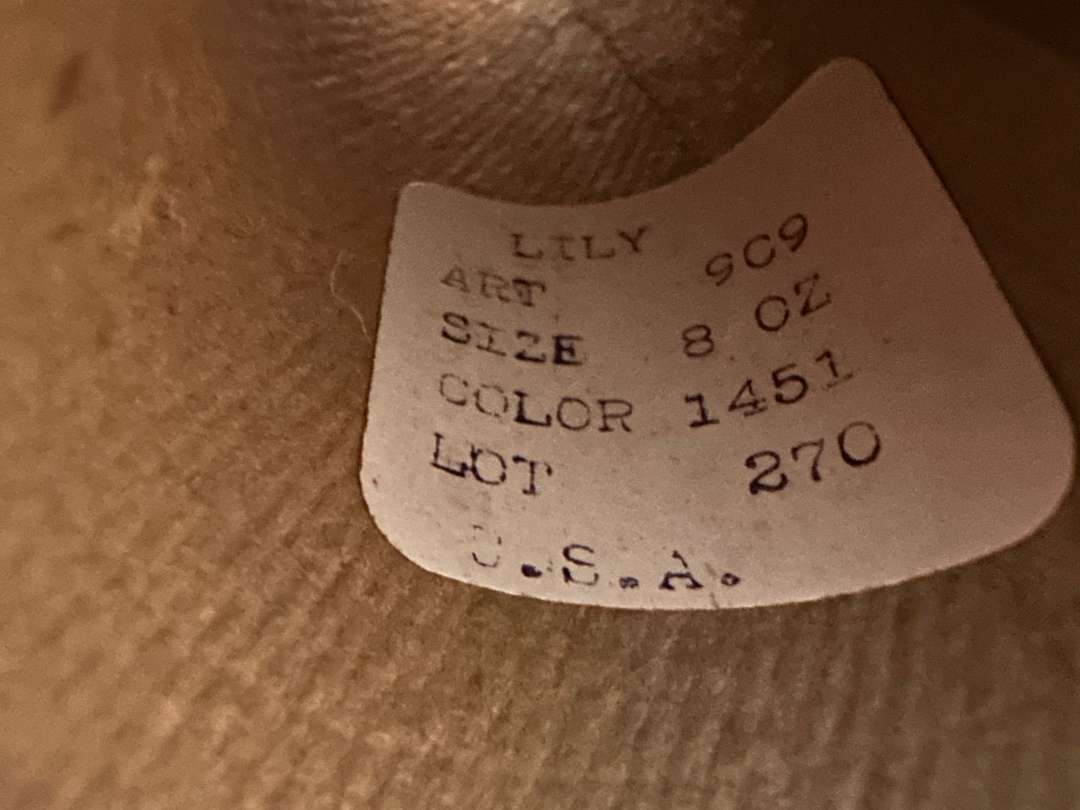 LILY
ART 909
SIZE 8 OZ
COLOR 1451
LOT 270
U.S.A.